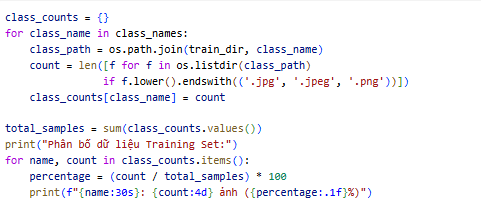 class_counts = {}
for class_name in class_names:
    class_path = os.path.join(train_dir, class_name)
    count = len([f for f in os.listdir(class_path)
                if f.lower().endswith(('.jpg', '.jpeg', '.png'))])
    class_counts[class_name] = count

total_samples = sum(class_counts.values())
print("Phân bố dữ liệu Training Set:")
for name, count in class_counts.items():
    percentage = (count / total_samples) * 100
    print(f"{name:30s}: {count:4d} ảnh ({percentage:.1f}%)")